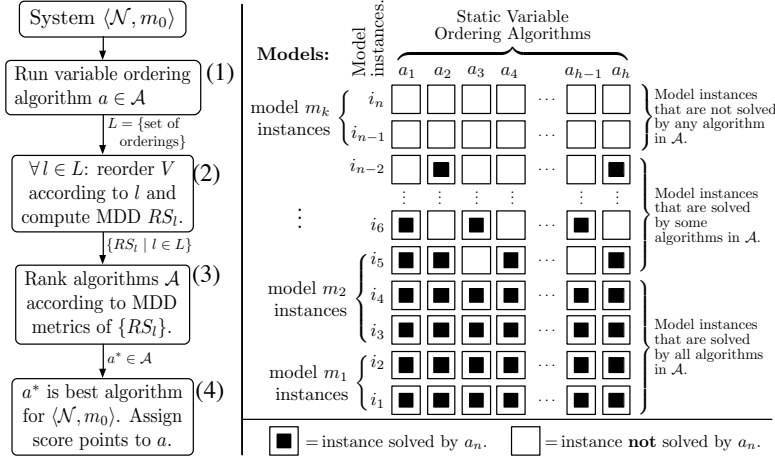 System ⟨𝒩, m₀⟩
(1)
Run variable ordering
algorithm a ∈ 𝒜
L = {set of
orderings}
(2)
∀ l ∈ L: reorder V
according to l and
compute MDD RSₗ.
{RSₗ | l ∈ L}
(3)
Rank algorithms 𝒜
according to MDD
metrics of {RSₗ}.
a* ∈ 𝒜
(4)
a* is best algorithm
for ⟨𝒩, m₀⟩. Assign
score points to a.
Static Variable
Ordering Algorithms
Models:
Model
instances.
a₁ a₂ a₃ a₄ a_{h−1} a_h
model m_k
instances
i_n ...
i_{n−1} ...
Model instances
that are not solved
by any algorithm
in 𝒜.
i_{n−2} ...
⋮ ⋮ ⋮ ⋮ ⋮ ⋮
⋮
i₆ ...
i₅ ...
Model instances
that are solved
by some
algorithms in 𝒜.
model m₂
instances
i₄ ...
i₃ ...
model m₁
instances
i₂ ...
i₁ ...
Model instances
that are solved
by all algorithms
in 𝒜.
= instance solved by aₙ.
= instance not solved by aₙ.